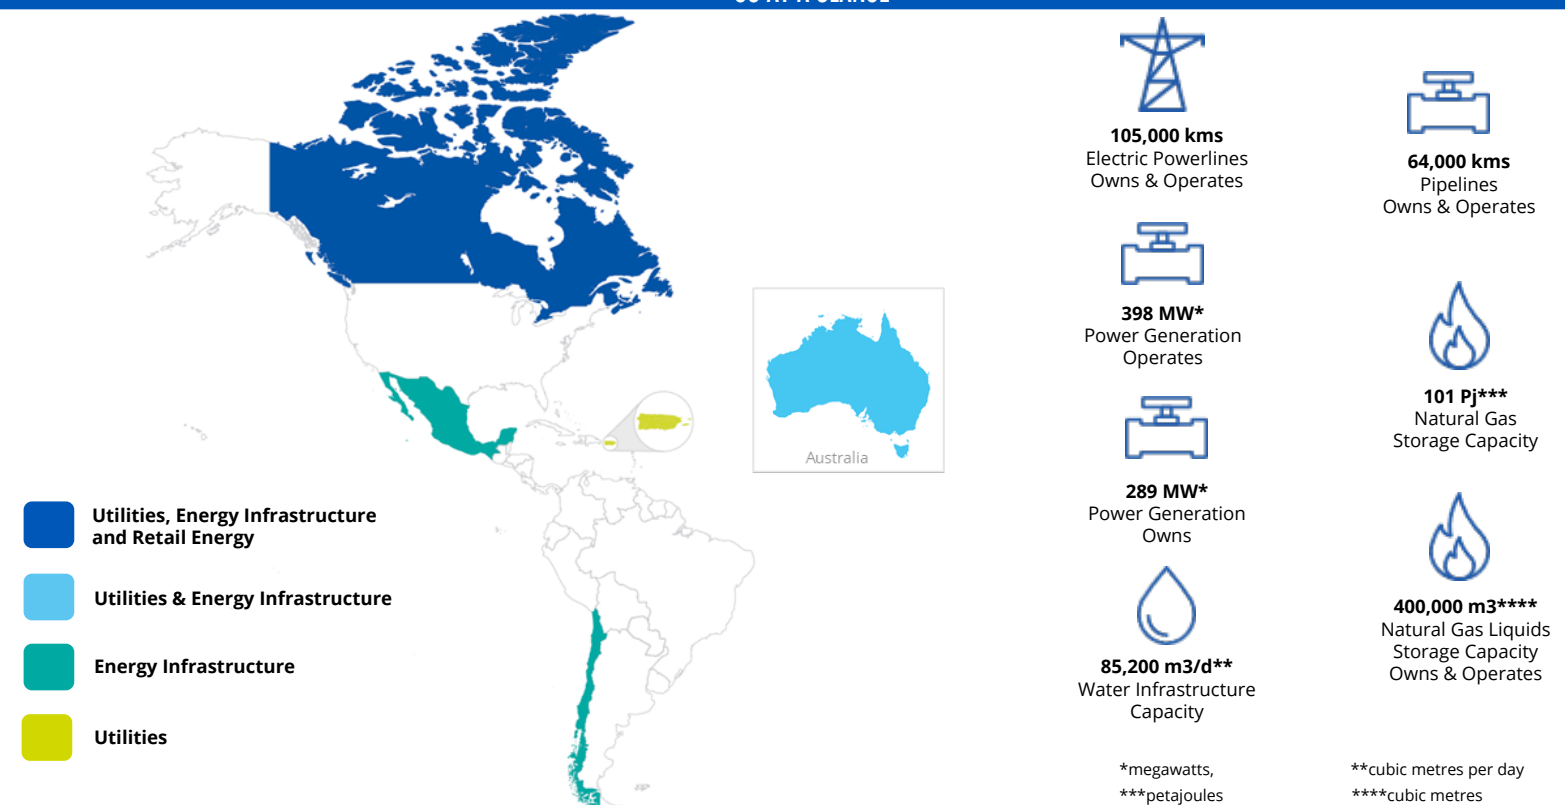 105,000 kms
Electric Powerlines
Owns & Operates
64,000 kms
Pipelines
Owns & Operates
398 MW*
Power Generation
Operates
101 Pj***
Natural Gas
Storage Capacity
289 MW*
Power Generation
Owns
400,000 m3****
Natural Gas Liquids
Storage Capacity
Owns & Operates
85,200 m3/d**
Water Infrastructure
Capacity
Australia
Utilities, Energy Infrastructure
and Retail Energy
Utilities & Energy Infrastructure
Energy Infrastructure
Utilities
*megawatts,
**cubic metres per day
***petajoules
****cubic metres